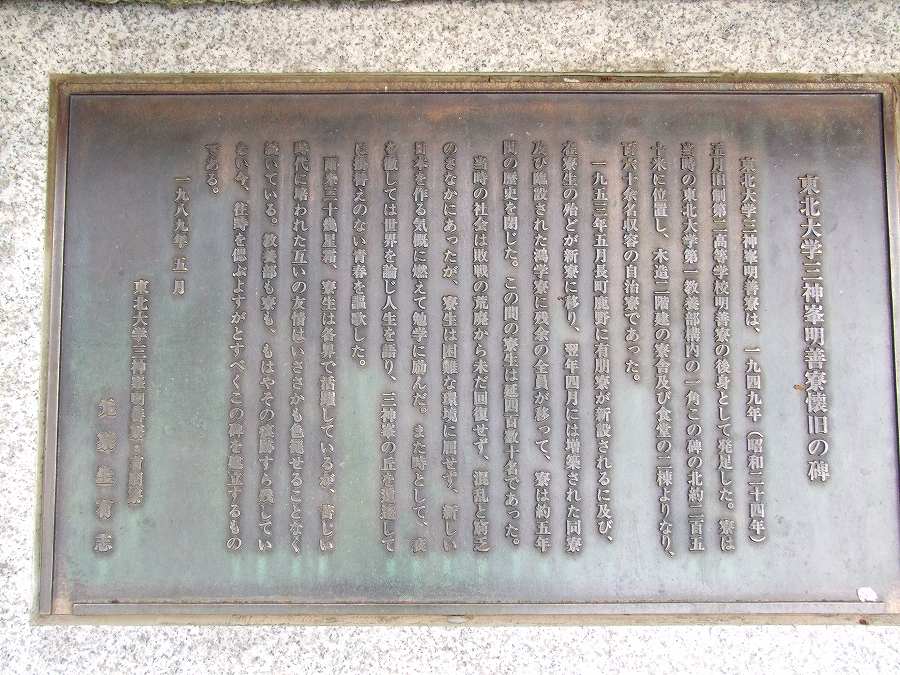 東北大学三神峯明善寮懐旧の碑
東北大学三神峯明善寮は、一九四九年(昭和二十四年)
五月旧制第二高等学校明善寮の後身として発足した。寮は
当時の東北大学第一教養部構内の一角この碑の北約二百五
十米に位置し、木造二階建の寮舎及び食堂の二棟よりなり、
百六十余名収容の自治寮であった。
一九五三年五月長町鹿野に有朋寮が新設されるに及び、
在寮生の殆どが新寮に移り、翌年四月には増築された同寮
及び臨設された鴻学寮に残余の全員が移って、寮は約五年
間の歴史を閉じた。この間の寮生は延四百数十名であった。
当時の社会は敗戦の荒廃から未だ回復せず、混乱と窮乏
のさなかにあったが、寮生は困難な環境に屈せず、新しい
日本を作る気概に燃えて勉学に励んだ。また時として、夜
を徹しては世界を論じ人生を語り、三神峯の丘を逍遥して
は掛替えのない青春を謳歌した。
爾来三十幾星霜、寮生は各界で活躍しているが、貧しい
時代に培われた互いの友情はいささかも色褪せることなく
続いている。教養部も寮も、もはやその痕跡すら残してい
ない今、往時を偲ぶよすがとすべくこの碑を建立するもの
である。
一九八九年五月
東北大学三神峯明善寮・有朋寮
元寮生有志